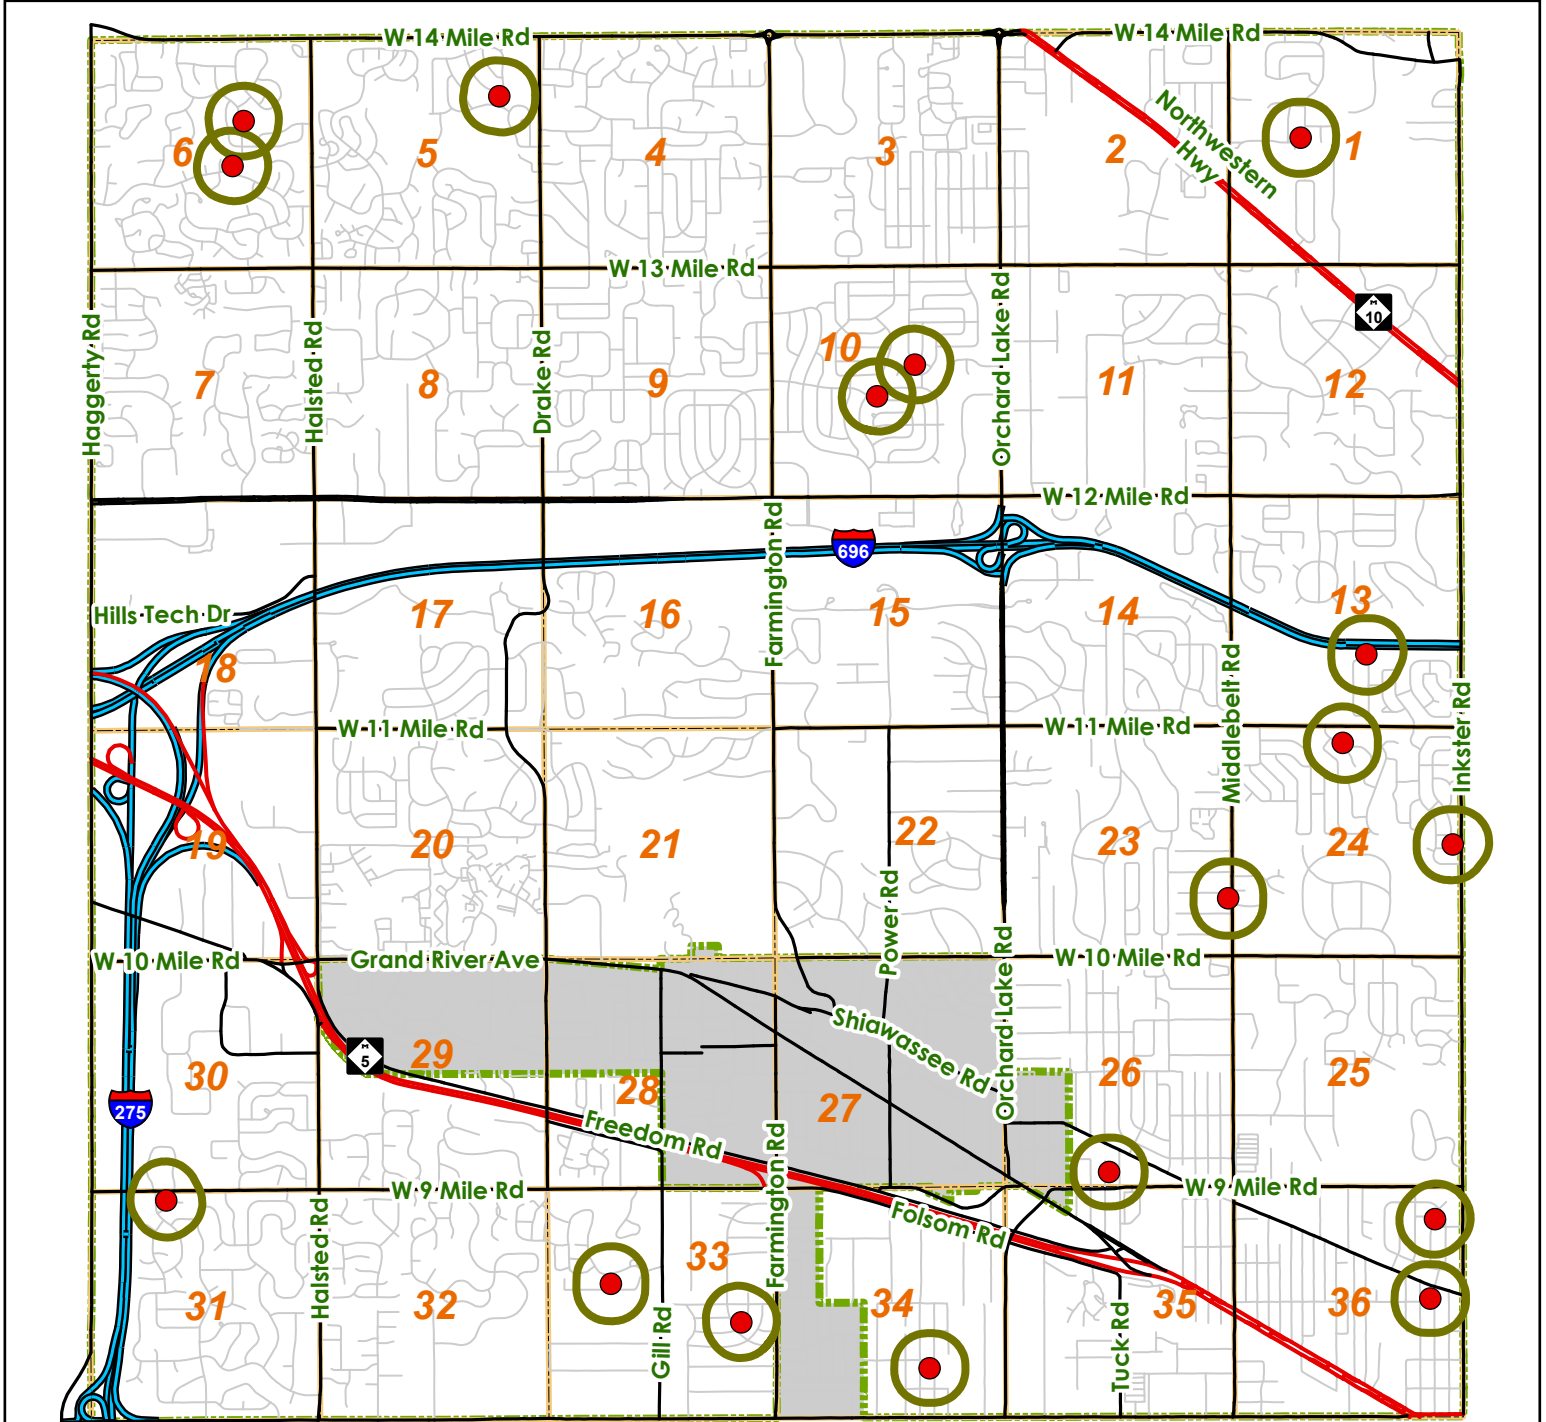 W 14 Mile Rd
W 14 Mile Rd
Northwestern
Hwy
6
5
4
3
2
1
W 13 Mile Rd
Haggerty Rd
Halsted Rd
Drake Rd
Orchard Lake Rd
M
10
7
8
9
10
11
12
W 12 Mile Rd
Farmington Rd
696
Hills Tech Dr
18
17
16
15
14
13
W 11 Mile Rd
W 11 Mile Rd
Middlebelt Rd
Inkster Rd
19
20
21
22
23
24
Power Rd
W 10 Mile Rd
Grand River Ave
W 10 Mile Rd
Orchard Lake Rd
Shiawassee Rd
M
5
30
29
28
27
26
25
275
Freedom Rd
Farmington Rd
W 9 Mile Rd
W 9 Mile Rd
Halsted Rd
Folsom Rd
31
32
33
34
35
36
Gill Rd
Tuck Rd